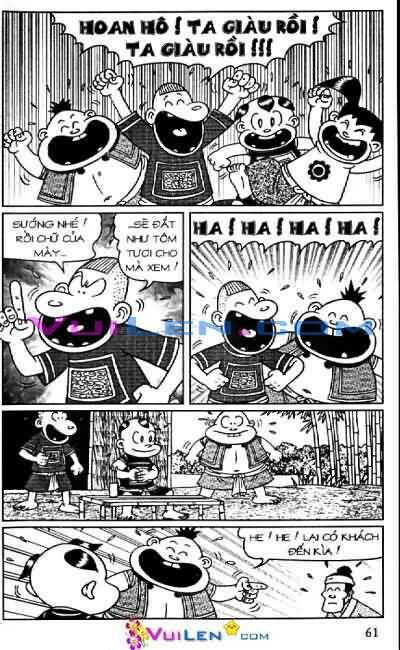 HOAN HÔ! TA GIÀU RỒI!
TA GIÀU RỒI!!!
SƯỚNG NHÉ!
RỒI CHỮ CỦA
MÀY...
...SẼ ĐẮT
NHƯ TÔM
TƯƠI CHO
MÀ XEM!
HA! HA! HA! HA!
VUILEN.COM
HE! HE! LẠI CÓ KHÁCH
ĐẾN KÌA!
61
VUILEN.COM